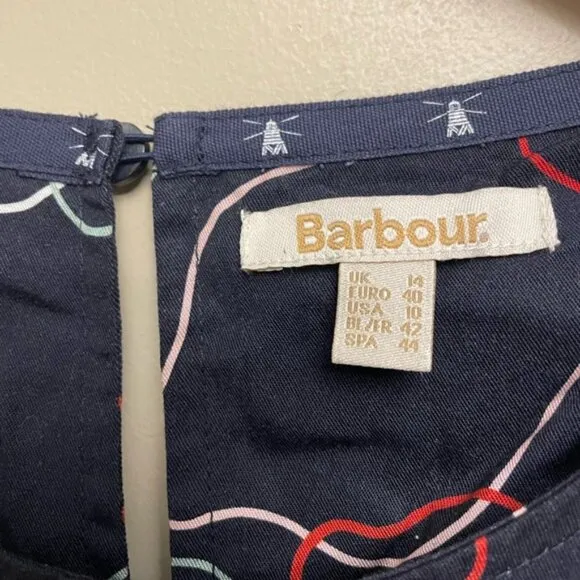 Barbour
UK 14
EURO 40
USA 10
BL/FR 42
SPA 44